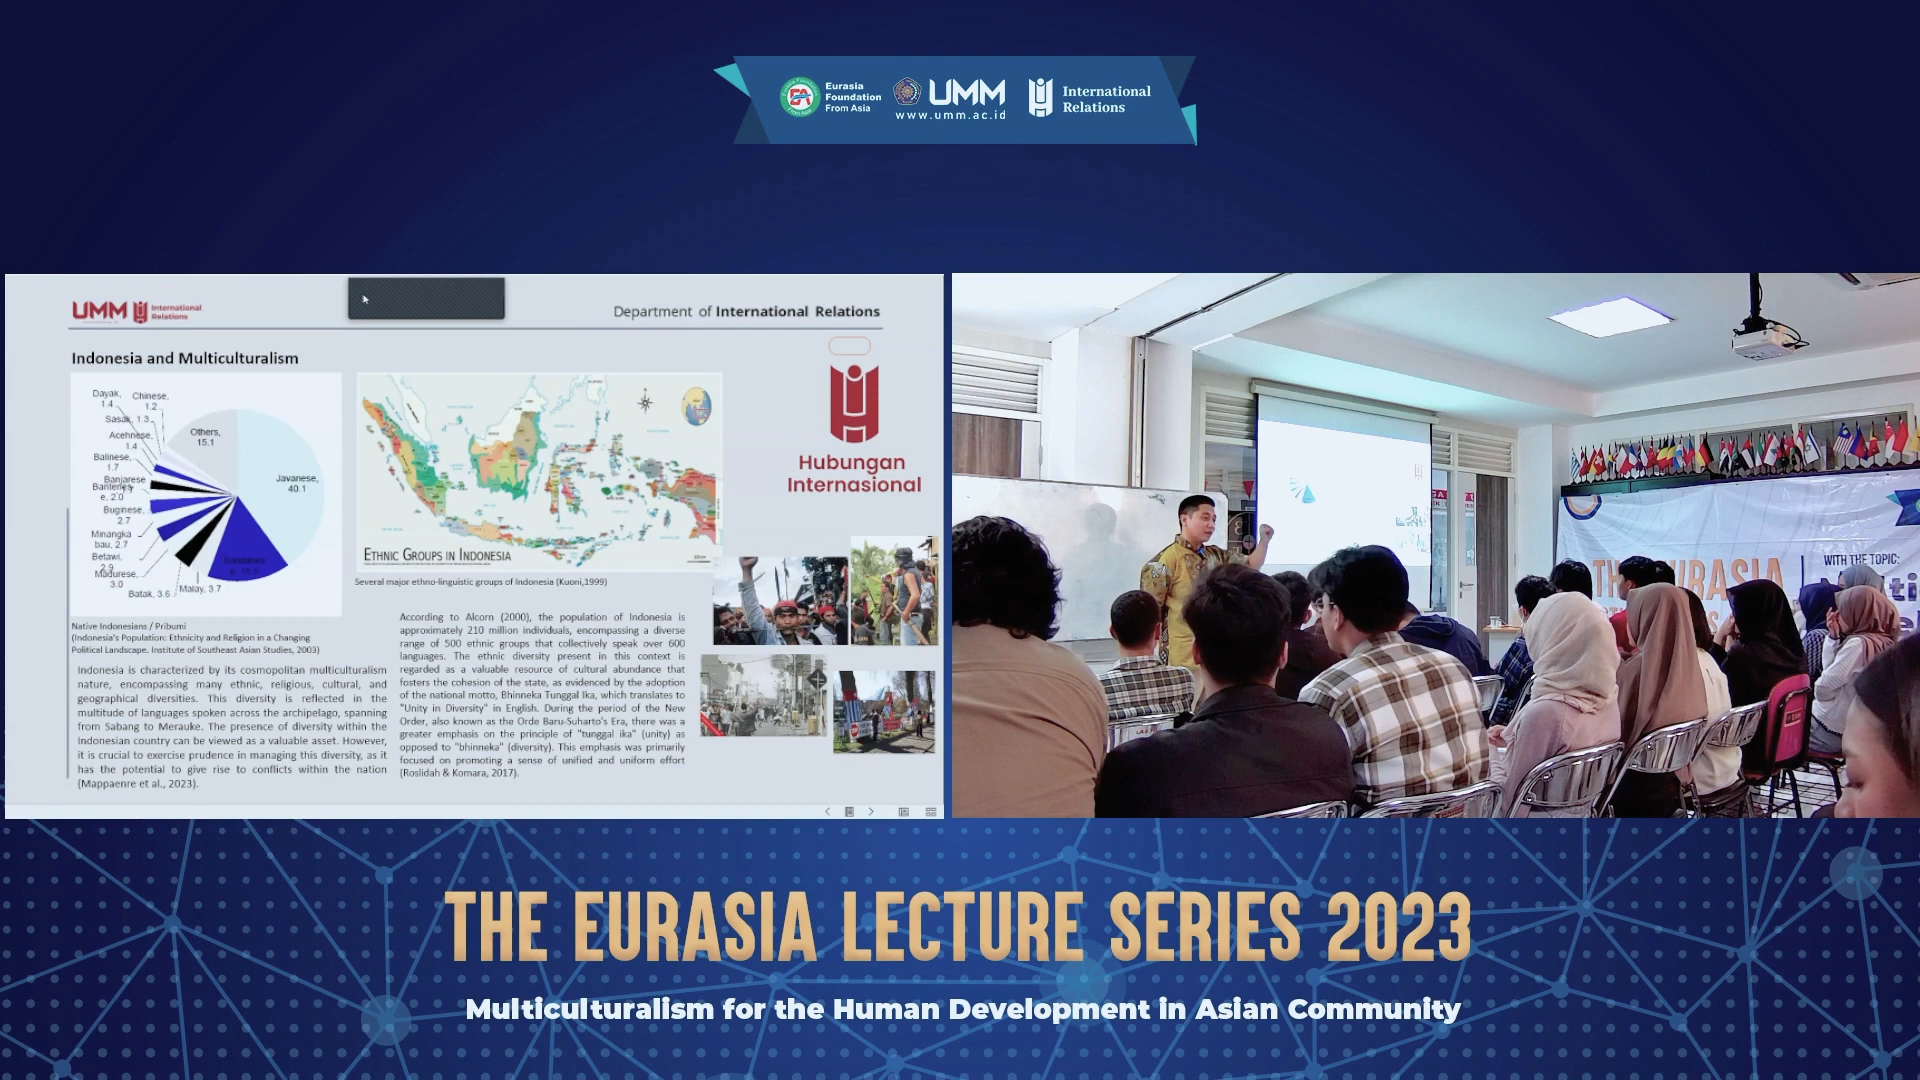 Eurasia
Foundation
From Asia
UMM
www.umm.ac.id
International
Relations
UMM
International
Relations
Department of International Relations
Indonesia and Multiculturalism
Dayak,
1.4
Chinese,
1.2
Sasak, 1.3
Acehnese,
1.4
Balinese,
1.7
Banjarese
Bantenes
e, 2.0
Buginese,
2.7
Minangka
bau, 2.7
Betawi,
2.9
Madurese,
3.0
Batak, 3.6
Malay, 3.7
Others,
15.1
Javanese,
40.1
Native Indonesians / Pribumi
(Indonesia's Population: Ethnicity and Religion in a Changing
Political Landscape. Institute of Southeast Asian Studies, 2003)
Indonesia is characterized by its cosmopolitan multiculturalism
nature, encompassing many ethnic, religious, cultural, and
geographical diversities. This diversity is reflected in the
multitude of languages spoken across the archipelago, spanning
from Sabang to Merauke. The presence of diversity within the
Indonesian country can be viewed as a valuable asset. However,
it is crucial to exercise prudence in managing this diversity, as it
has the potential to give rise to conflicts within the nation
(Mappaenre et al., 2023).
ETHNIC GROUPS IN INDONESIA
Several major ethno-linguistic groups of Indonesia (Kuoni,1999)
According to Alcorn (2000), the population of Indonesia is
approximately 210 million individuals, encompassing a diverse
range of 500 ethnic groups that collectively speak over 600
languages. The ethnic diversity present in this context is
regarded as a valuable resource of cultural abundance that
fosters the cohesion of the state, as evidenced by the adoption
of the national motto, Bhinneka Tunggal Ika, which translates to
"Unity in Diversity" in English. During the period of the New
Order, also known as the Orde Baru-Suharto's Era, there was a
greater emphasis on the principle of "tunggal ika" (unity) as
opposed to "bhinneka" (diversity). This emphasis was primarily
focused on promoting a sense of unified and uniform effort
(Roslidah & Komara, 2017).
Hubungan
Internasional
THE EURASIA
WITH THE TOPIC:
THE EURASIA LECTURE SERIES 2023
Multiculturalism for the Human Development in Asian Community